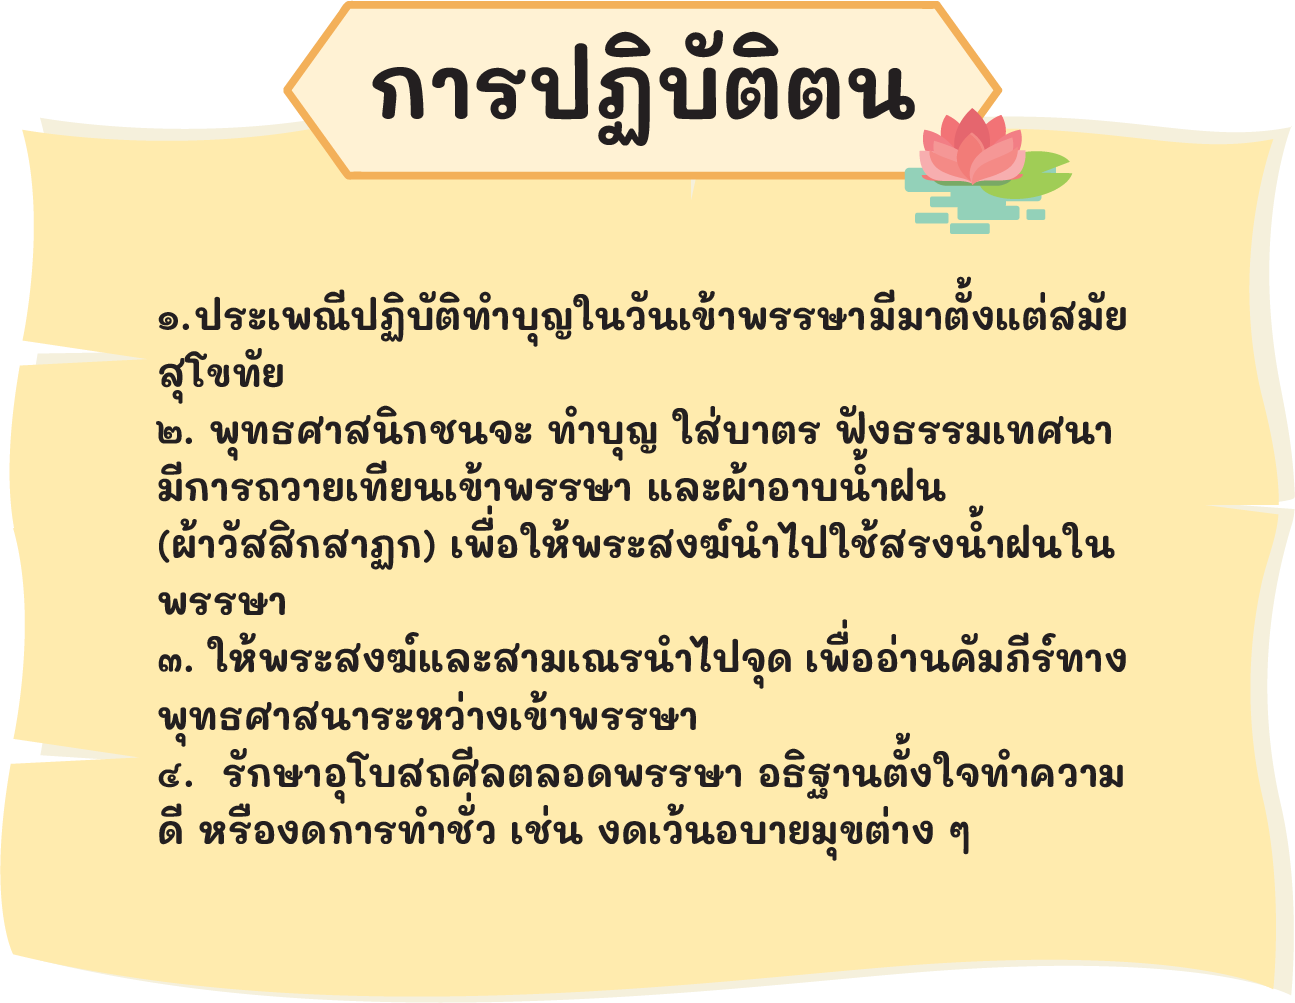 การปฏิบัติตน
๑.ประเพณีปฏิบัติทำบุญในวันเข้าพรรษามีมาตั้งแต่สมัย
สุโขทัย
๒. พุทธศาสนิกชนจะ ทำบุญ ใส่บาตร ฟังธรรมเทศนา
มีการถวายเทียนเข้าพรรษา และผ้าอาบน้ำฝน
(ผ้าวัสสิกสาฏก) เพื่อให้พระสงฆ์นำไปใช้สรงน้ำฝนใน
พรรษา
๓. ให้พระสงฆ์และสามเณรนำไปจุด เพื่ออ่านคัมภีร์ทาง
พุทธศาสนาระหว่างเข้าพรรษา
๔.  รักษาอุโบสถศีลตลอดพรรษา อธิฐานตั้งใจทำความ
ดี หรืองดการทำชั่ว เช่น งดเว้นอบายมุขต่าง ๆ